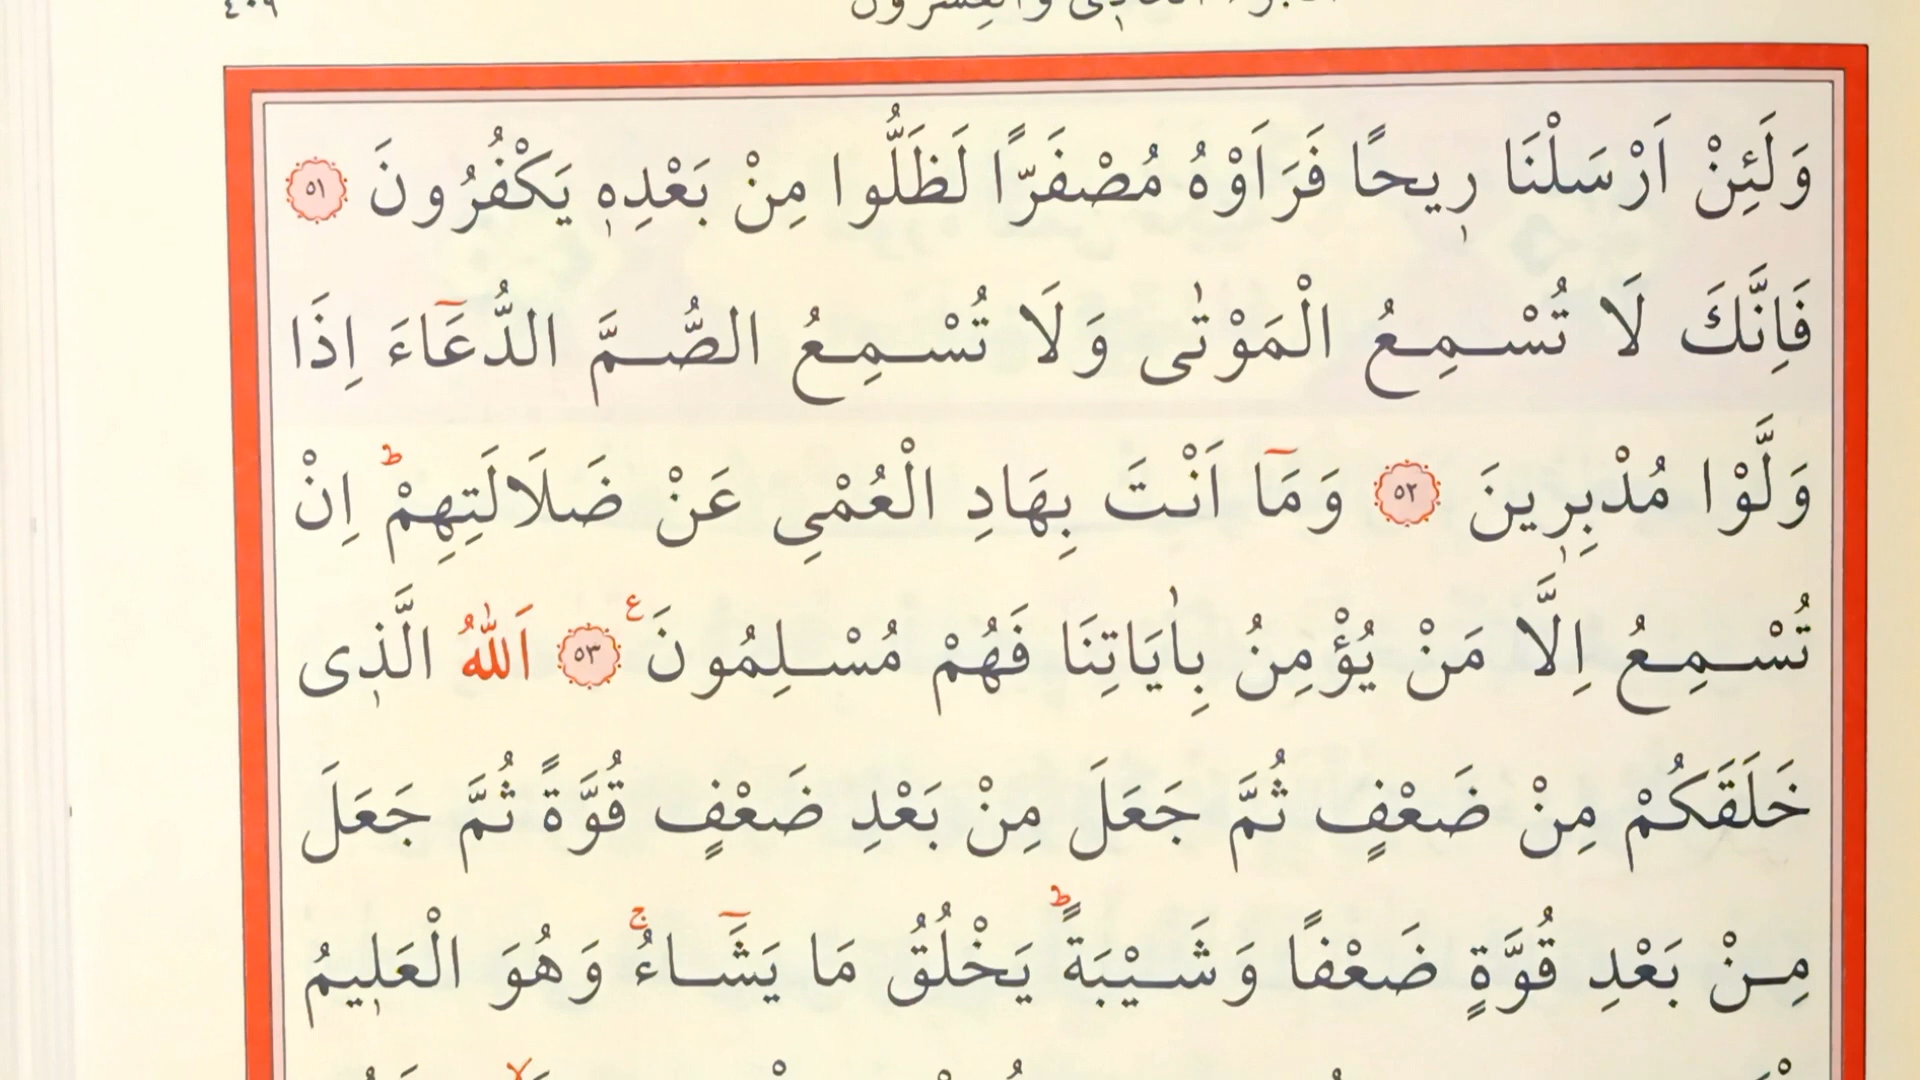 ٤٠٩
وَلَئِنْ اَرْسَلْنَا ر۪يحًا فَرَاَوْهُ مُصْفَرًّا لَظَلُّوا مِنْ بَعْدِه۪ يَكْفُرُونَ ٥١
فَاِنَّكَ لَا تُسْمِعُ الْمَوْتٰى وَلَا تُسْمِعُ الصُّمَّ الدُّعَٓاءَ اِذَا
وَلَّوْا مُدْبِر۪ينَ ٥٢ وَمَٓا اَنْتَ بِهَادِ الْعُمْيِ عَنْ ضَلَالَتِهِمْۜ اِنْ
تُسْمِعُ اِلَّا مَنْ يُؤْمِنُ بِاٰيَاتِنَا فَهُمْ مُسْلِمُونَ ع ٥٣ اَللّٰهُ الَّذ۪ى
خَلَقَكُمْ مِنْ ضَعْفٍ ثُمَّ جَعَلَ مِنْ بَعْدِ ضَعْفٍ قُوَّةً ثُمَّ جَعَلَ
مِنْ بَعْدِ قُوَّةٍ ضَعْفًا وَشَيْبَةًؕ يَخْلُقُ مَا يَشَٓاءُۚ وَهُوَ الْعَل۪يمُ